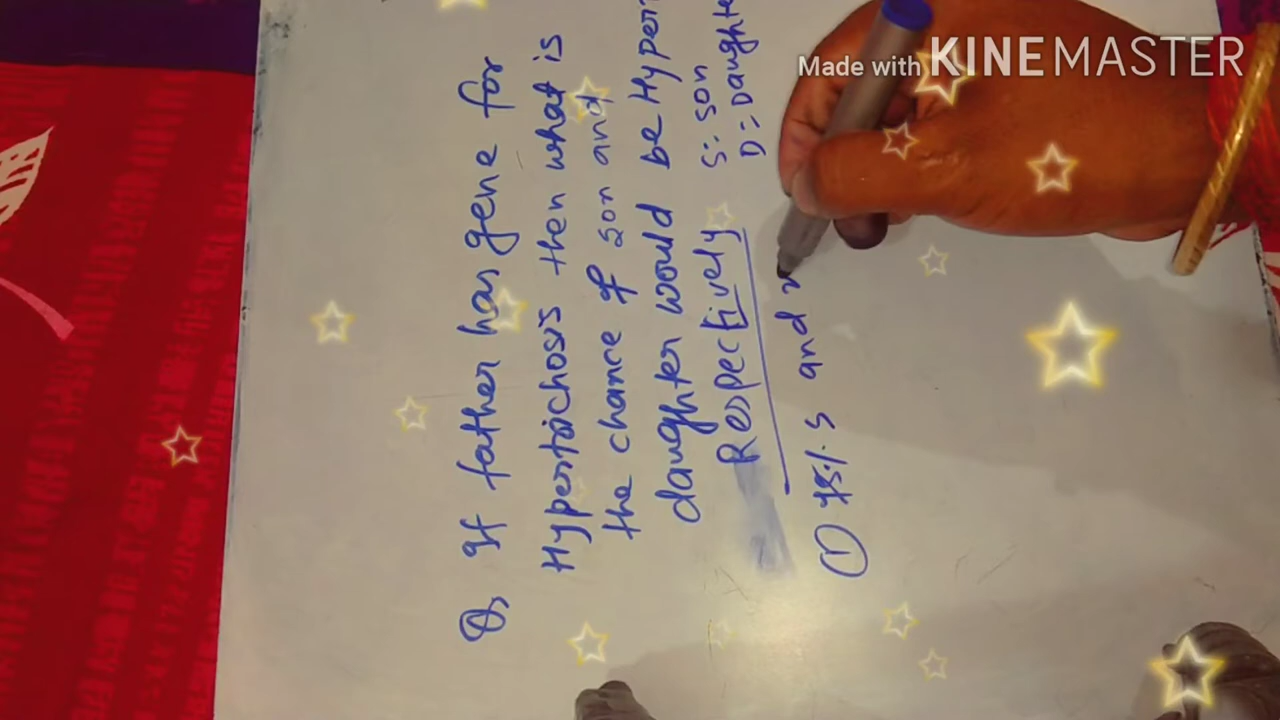 Q, If father has gene for
Hypertrichosis then what is
the chance of son and
daughter would be Hyper
Respectively
S: son
D: Daughte
① 75%. S and
Made with KINEMASTER